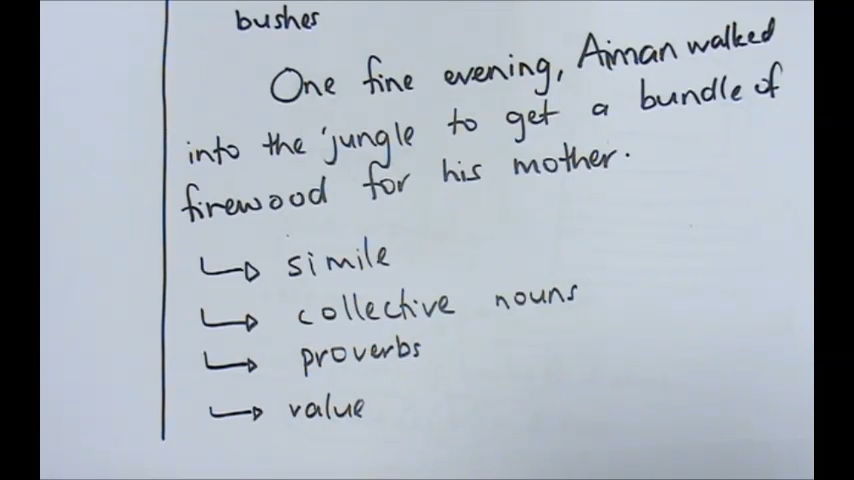 bushes
One fine evening, Aiman walked
into the jungle to get a bundle of
firewood for his mother.
simile
collective nouns
proverbs
value